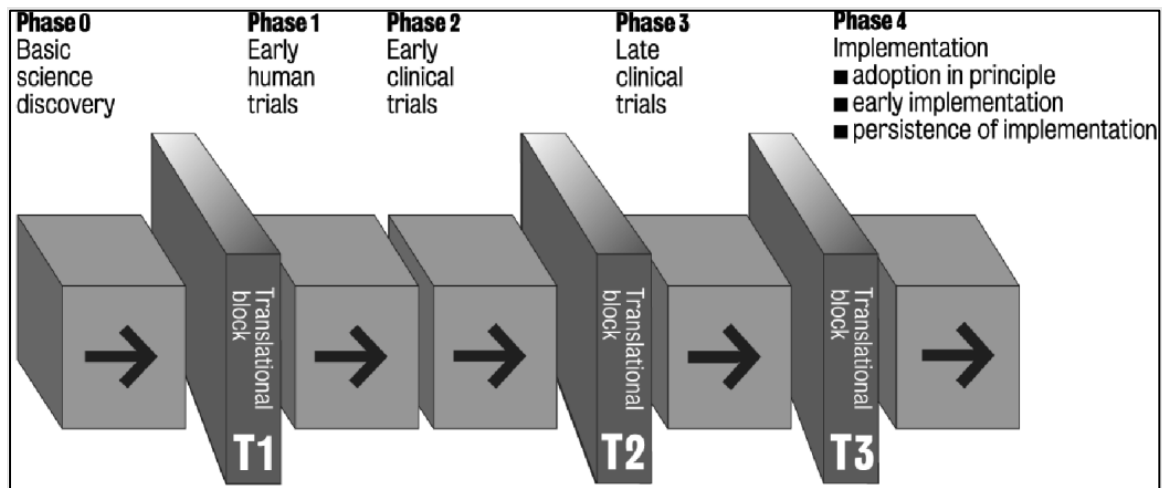 Phase 0
Basic
science
discovery
Phase 1
Early
human
trials
Phase 2
Early
clinical
trials
Phase 3
Late
clinical
trials
Phase 4
Implementation
■ adoption in principle
■ early implementation
■ persistence of implementation
Translational
block
T1
Translational
block
T2
Translational
block
T3